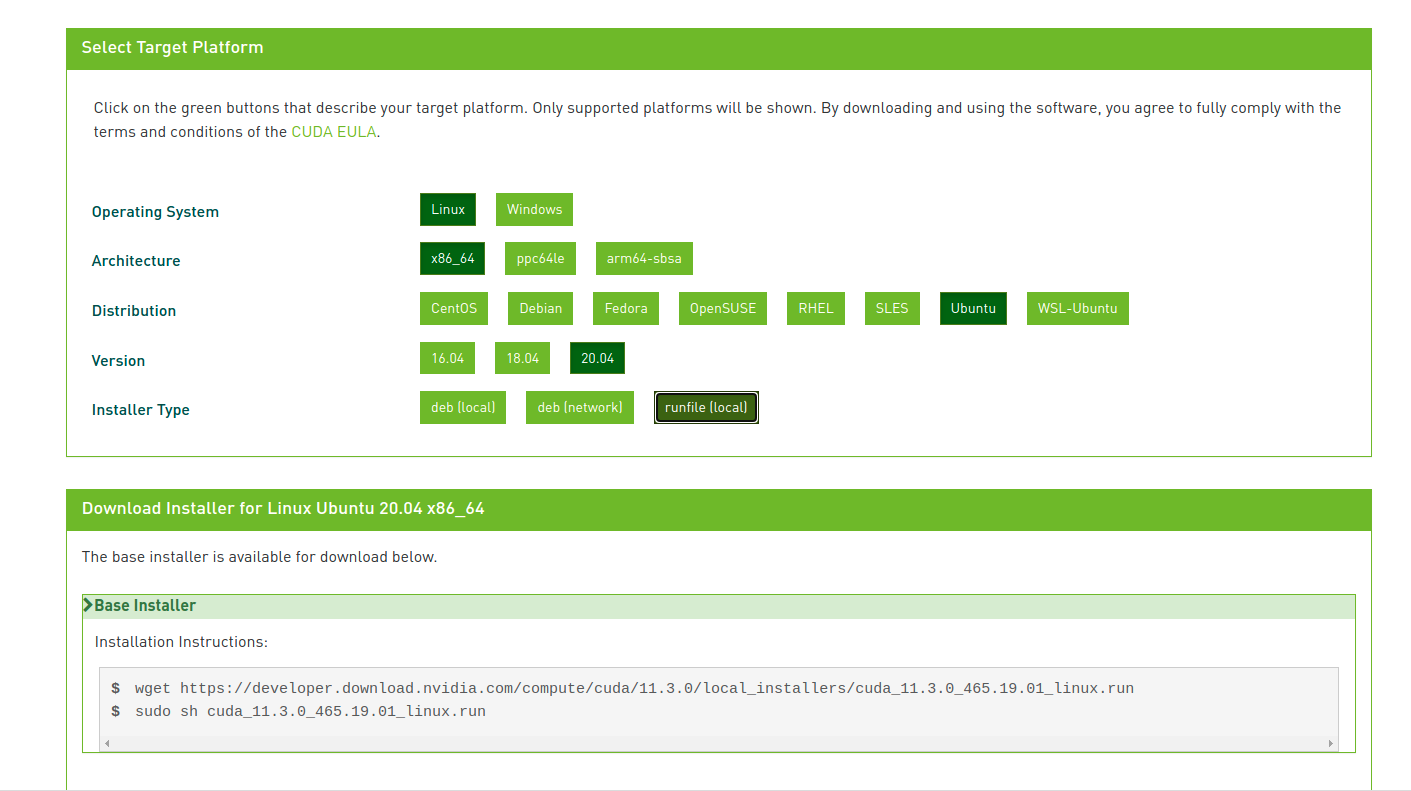 Select Target Platform
Click on the green buttons that describe your target platform. Only supported platforms will be shown. By downloading and using the software, you agree to fully comply with the
terms and conditions of the CUDA EULA.
Operating System Linux Windows
Architecture x86_64 ppc64le arm64-sbsa
Distribution CentOS Debian Fedora OpenSUSE RHEL SLES Ubuntu WSL-Ubuntu
Version 16.04 18.04 20.04
Installer Type deb (local) deb (network) runfile (local)
Download Installer for Linux Ubuntu 20.04 x86_64
The base installer is available for download below.
Base Installer
Installation Instructions:
$ wget https://developer.download.nvidia.com/compute/cuda/11.3.0/local_installers/cuda_11.3.0_465.19.01_linux.run
$ sudo sh cuda_11.3.0_465.19.01_linux.run